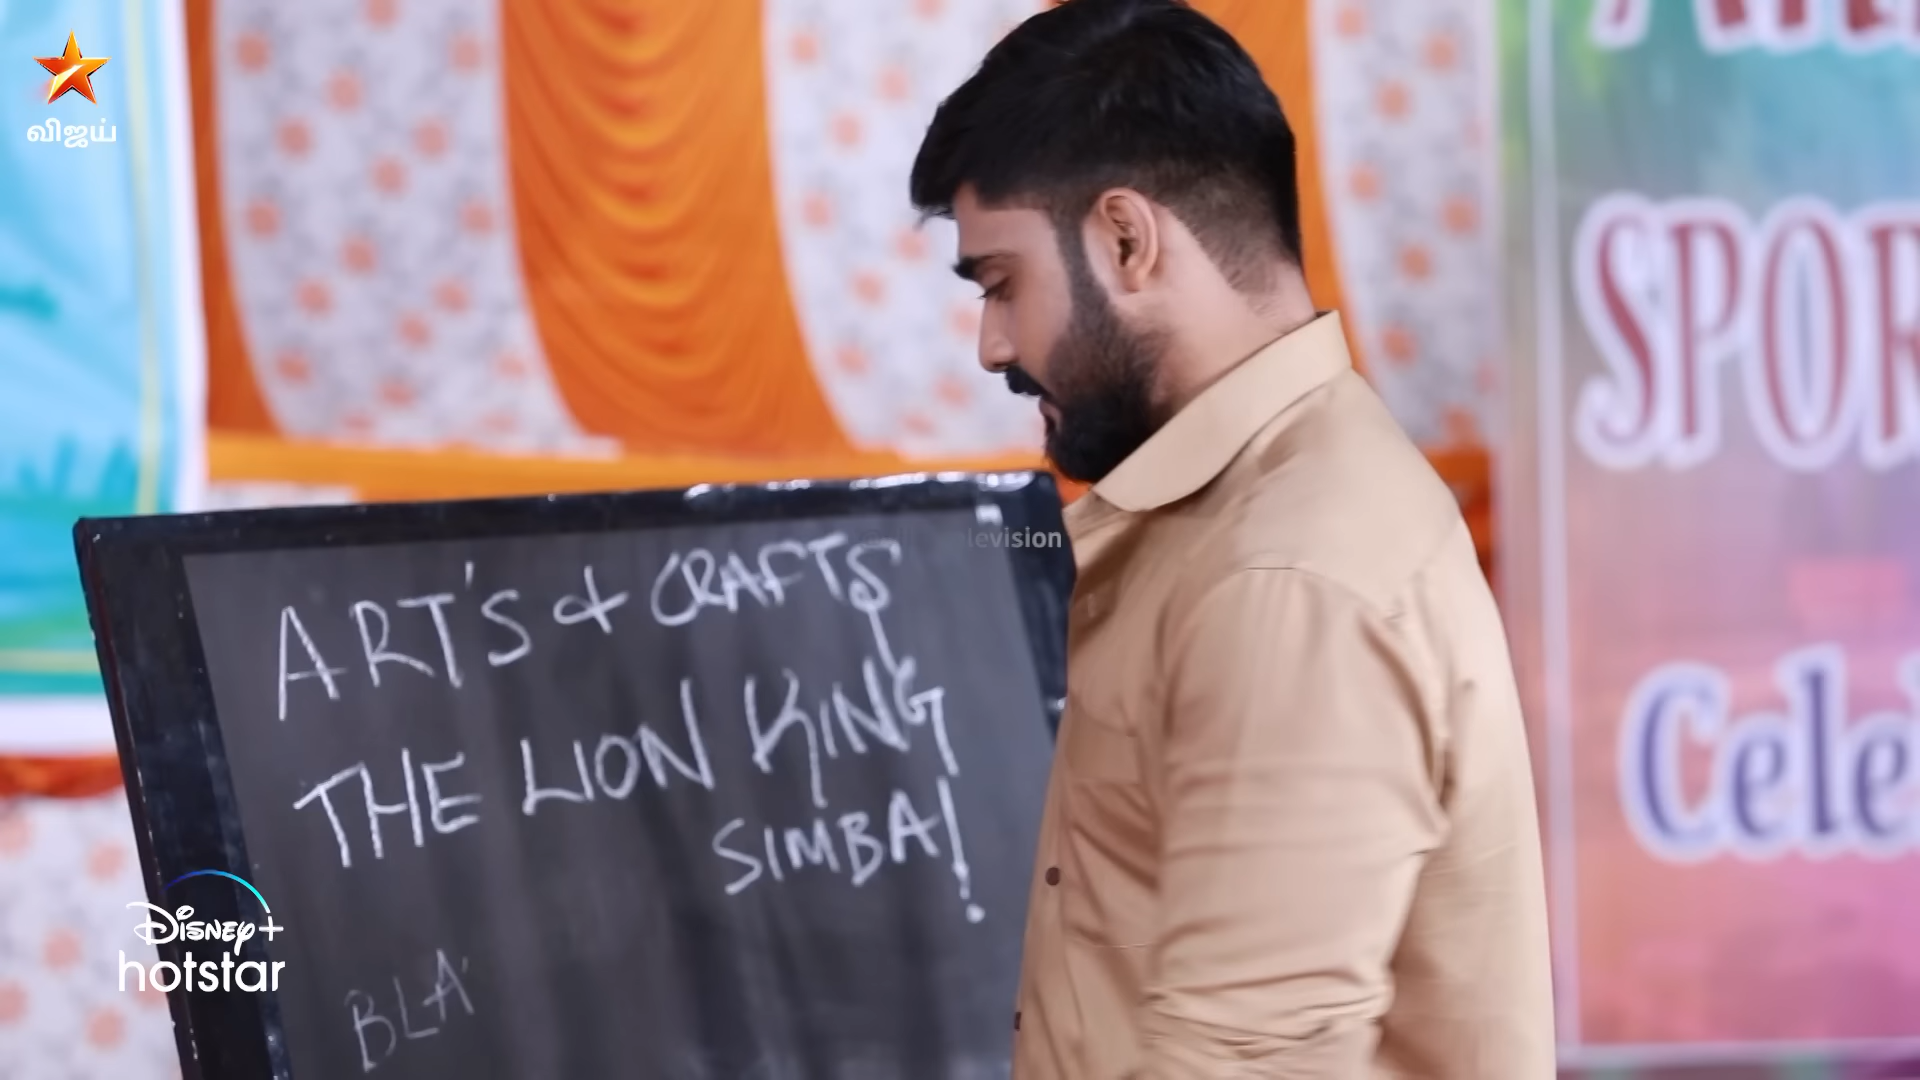 விஜய்
SPOR
ART'S & CRAFTS
THE LION KING
SIMBA!
Cele
Disney+
hotstar
BLA